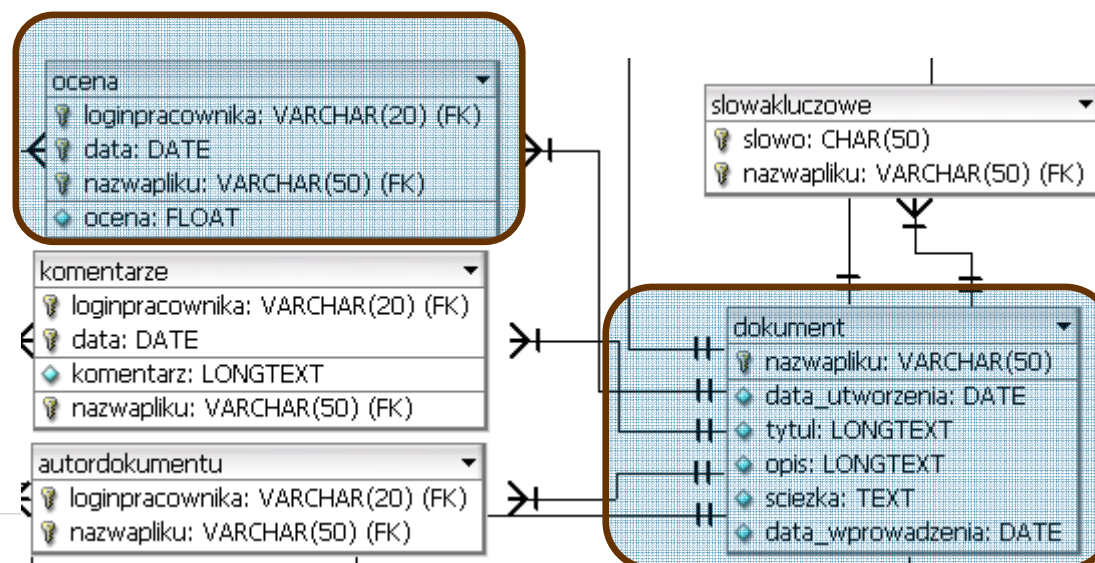 ocena
loginpracownika: VARCHAR(20) (FK)
data: DATE
nazwapliku: VARCHAR(50) (FK)
ocena: FLOAT
komentarze
loginpracownika: VARCHAR(20) (FK)
data: DATE
komentarz: LONGTEXT
nazwapliku: VARCHAR(50) (FK)
autordokumentu
loginpracownika: VARCHAR(20) (FK)
nazwapliku: VARCHAR(50) (FK)
slowakluczowe
slowo: CHAR(50)
nazwapliku: VARCHAR(50) (FK)
dokument
nazwapliku: VARCHAR(50)
data_utworzenia: DATE
tytul: LONGTEXT
opis: LONGTEXT
sciezka: TEXT
data_wprowadzenia: DATE